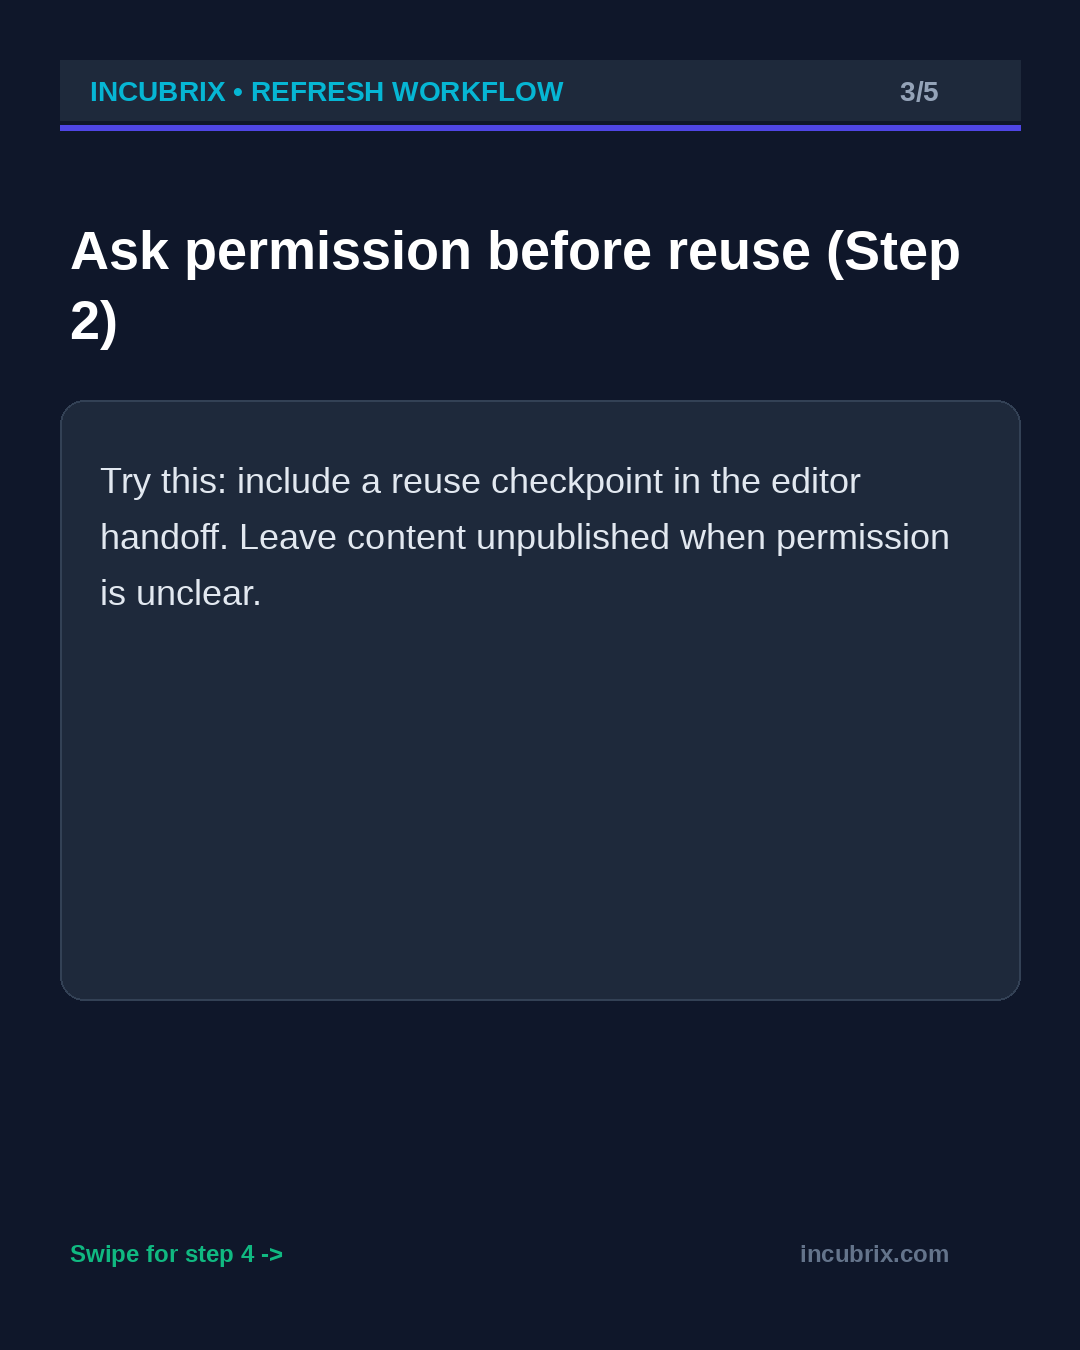 INCUBRIX • REFRESH WORKFLOW 3/5
Ask permission before reuse (Step
2)
Try this: include a reuse checkpoint in the editor
handoff. Leave content unpublished when permission
is unclear.
Swipe for step 4 -> incubrix.com